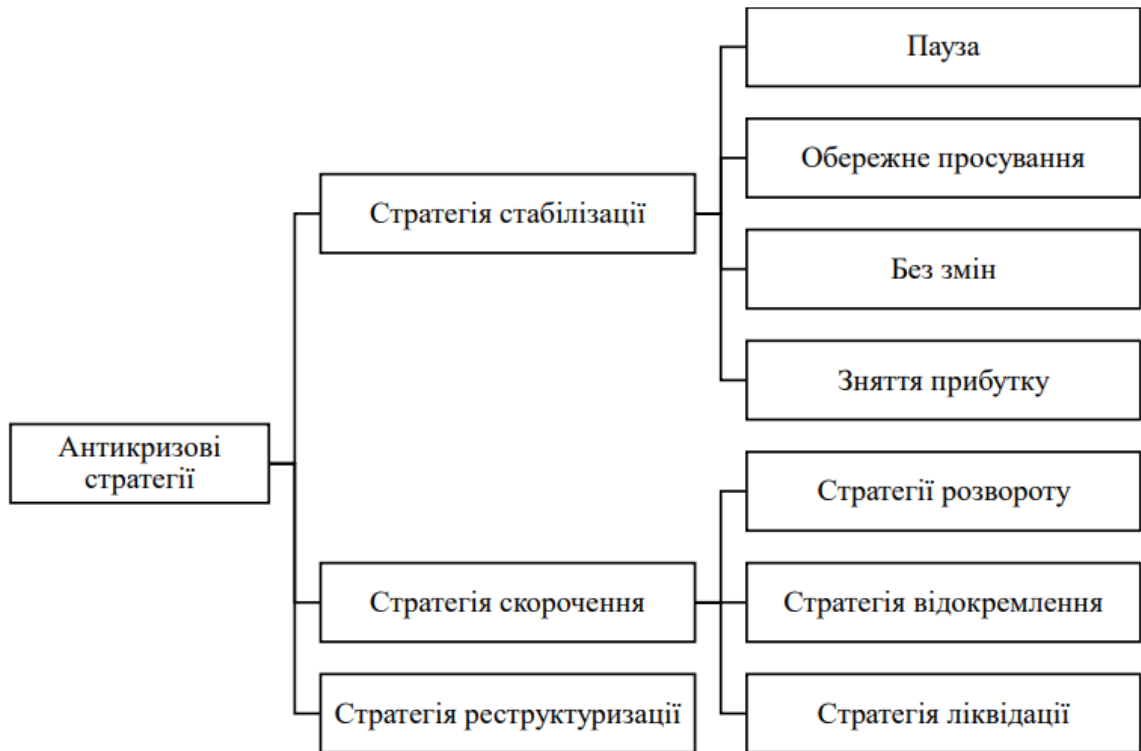 Пауза
Обережне просування
Стратегія стабілізації
Без змін
Зняття прибутку
Антикризові
стратегії
Стратегії розвороту
Стратегія скорочення
Стратегія відокремлення
Стратегія реструктуризації
Стратегія ліквідації